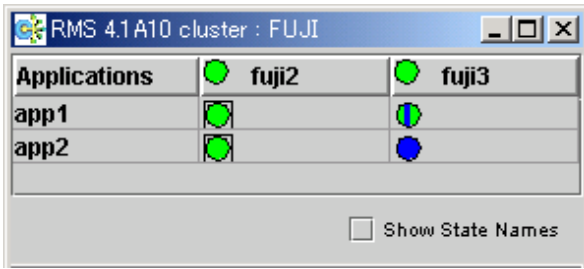 RMS 4.1A10 cluster : FUJI
Applications fuji2 fuji3
app1
app2
Show State Names